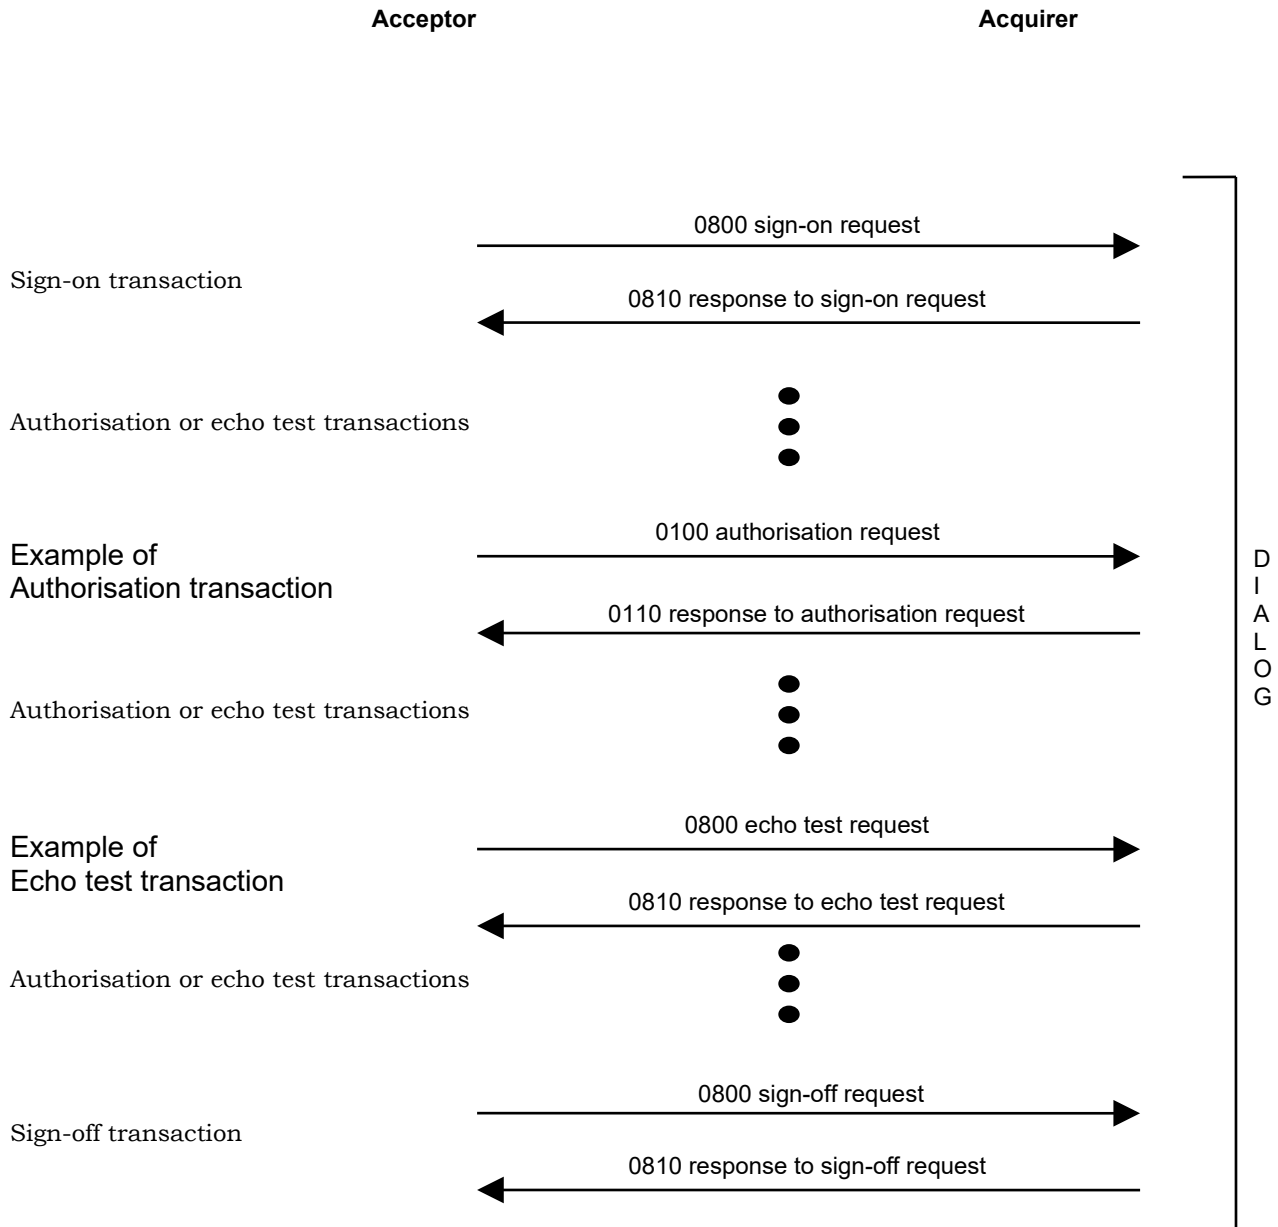 Acceptor Acquirer
0800 sign-on request
Sign-on transaction
0810 response to sign-on request
Authorisation or echo test transactions
0100 authorisation request
Example of
Authorisation transaction
0110 response to authorisation request
Authorisation or echo test transactions
0800 echo test request
Example of
Echo test transaction
0810 response to echo test request
Authorisation or echo test transactions
0800 sign-off request
Sign-off transaction
0810 response to sign-off request
D
I
A
L
O
G